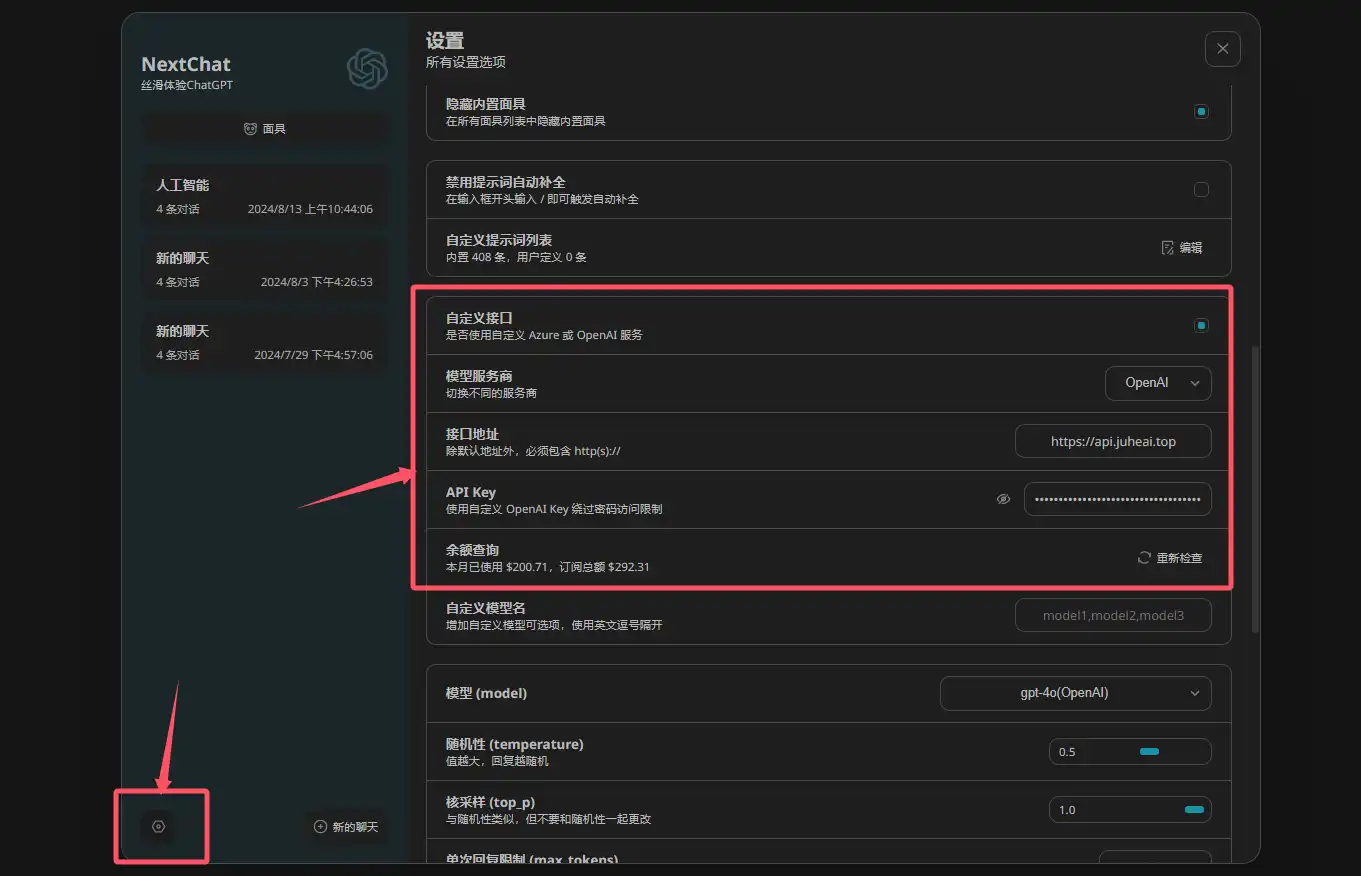 NextChat
丝滑体验ChatGPT
面具
人工智能
4 条对话 2024/8/13 上午10:44:06
新的聊天
4 条对话 2024/8/3 下午4:26:53
新的聊天
4 条对话 2024/7/29 下午4:57:06
新的聊天
设置
所有设置选项
隐藏内置面具
在所有面具列表中隐藏内置面具
禁用提示词自动补全
在输入框开头输入 / 即可触发自动补全
自定义提示词列表
内置 408 条，用户定义 0 条
编辑
自定义接口
是否使用自定义 Azure 或 OpenAI 服务
模型服务商
切换不同的服务商
OpenAI
接口地址
除默认地址外，必须包含 http(s)://
https://api.juheai.top
API Key
使用自定义 OpenAI Key 绕过密码访问限制
余额查询
本月已使用 $200.71，订阅总额 $292.31
重新检查
自定义模型名
增加自定义模型可选项，使用英文逗号隔开
model1,model2,model3
模型 (model)
gpt-4o(OpenAI)
随机性 (temperature)
值越大，回复越随机
0.5
核采样 (top_p)
与随机性类似，但不要和随机性一起更改
1.0
单次回复限制 (max_tokens)